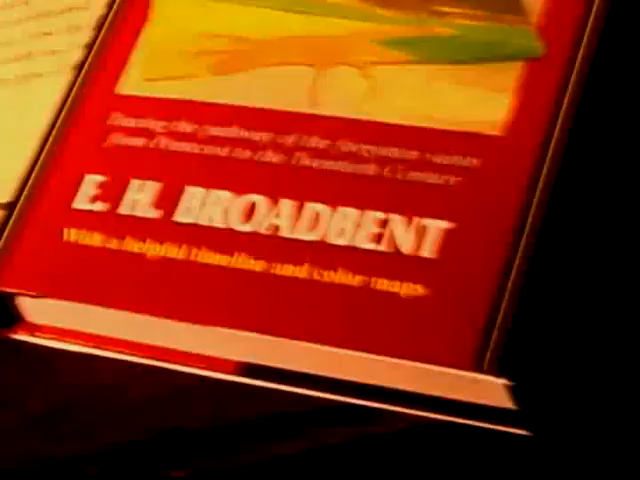 Tracing the pathway of the forgotten saints
from Pentecost to the Twentieth Century
E. H. BROADBENT
With a helpful timeline and color maps